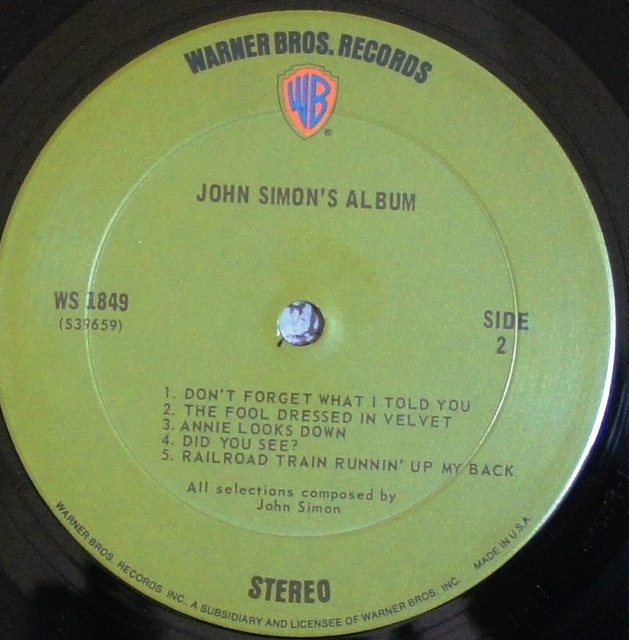 WARNER BROS. RECORDS
WB
®
JOHN SIMON'S ALBUM
WS 1849
(S39659)
SIDE
2
1. DON'T FORGET WHAT I TOLD YOU
2. THE FOOL DRESSED IN VELVET
3. ANNIE LOOKS DOWN
4. DID YOU SEE?
5. RAILROAD TRAIN RUNNIN' UP MY BACK
All selections composed by
John Simon
STEREO
WARNER BROS. RECORDS INC. A SUBSIDIARY AND LICENSEE OF WARNER BROS. INC. MADE IN U.S.A.